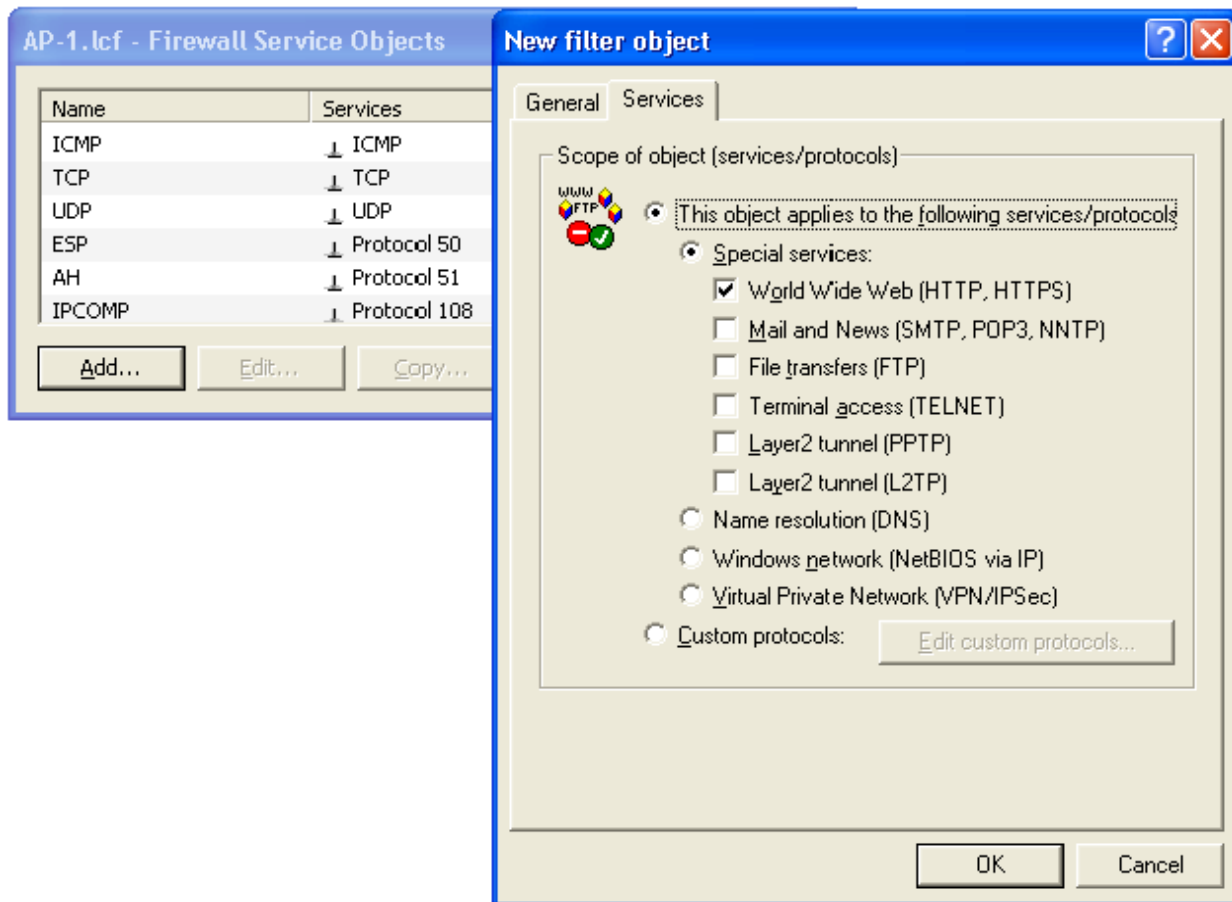 AP-1.lcf - Firewall Service Objects
Name Services
ICMP ICMP
TCP TCP
UDP UDP
ESP Protocol 50
AH Protocol 51
IPCOMP Protocol 108
Add... Edit... Copy...
New filter object
General Services
Scope of object (services/protocols)
WWW
FTP
This object applies to the following services/protocols
Special services:
World Wide Web (HTTP, HTTPS)
Mail and News (SMTP, POP3, NNTP)
File transfers (FTP)
Terminal access (TELNET)
Layer2 tunnel (PPTP)
Layer2 tunnel (L2TP)
Name resolution (DNS)
Windows network (NetBIOS via IP)
Virtual Private Network (VPN/IPSec)
Custom protocols: Edit custom protocols...
OK Cancel